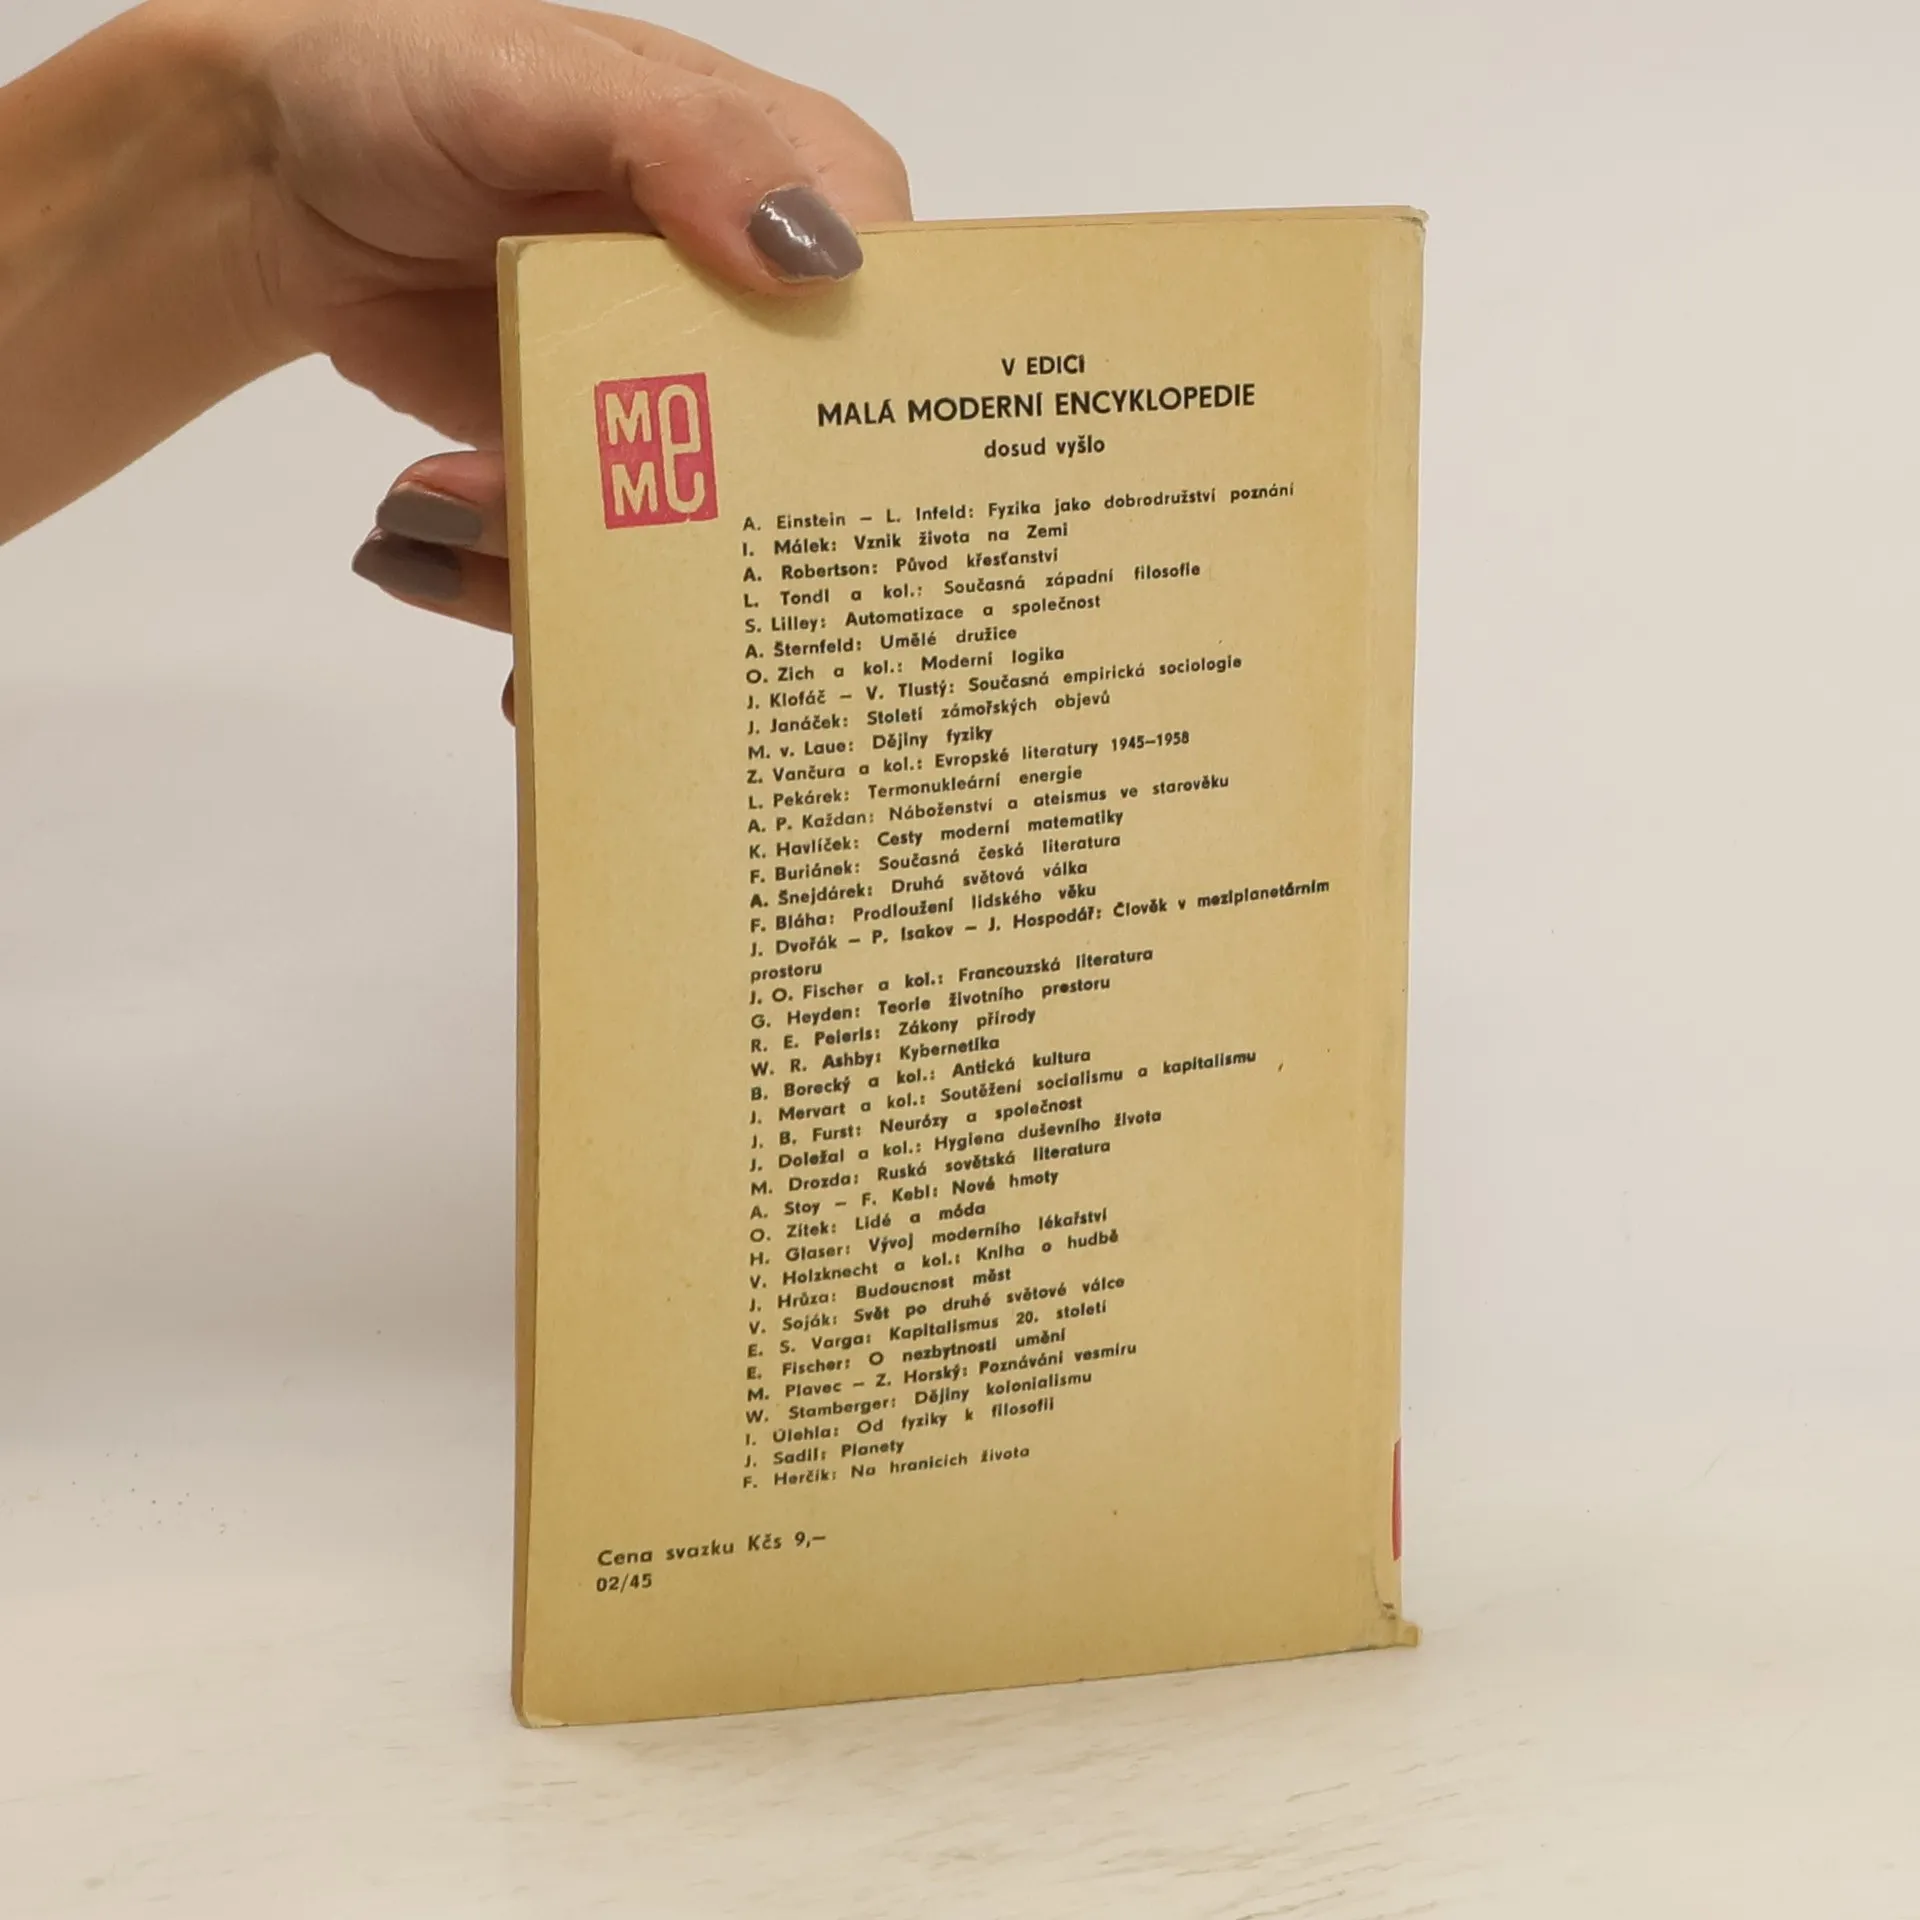 MOMU
V EDICI
MALÁ MODERNÍ ENCYKLOPEDIE
dosud vyšlo
A. Einstein – L. Infeld: Fyzika jako dobrodružství poznání
I. Málek: Vznik života na Zemi
A. Robertson: Původ křesťanství
L. Tondl a kol.: Současná západní filosofie
S. Lilley: Automatizace a společnost
A. Šternfeld: Umělé družice
O. Zich a kol.: Moderní logika
J. Klofáč – V. Tlustý: Současná empirická sociologie
J. Janáček: Století zámořských objevů
M. v. Laue: Dějiny fyziky
Z. Vančura a kol.: Evropské literatury 1945–1958
L. Pekárek: Termonukleární energie
A. P. Každan: Náboženství a ateismus ve starověku
K. Havlíček: Cesty moderní matematiky
F. Buriánek: Současná česká literatura
A. Šnejdárek: Druhá světová válka
F. Bláha: Prodloužení lidského věku
J. Dvořák – P. Isakov – J. Hospodář: Člověk v meziplanetárním
prostoru
J. O. Fischer a kol.: Francouzská literatura
G. Heyden: Teorie životního prostoru
R. E. Peierls: Zákony přírody
W. R. Ashby: Kybernetika
B. Borecký a kol.: Antická kultura
J. Mervart a kol.: Soutěžení socialismu a kapitalismu
J. B. Furst: Neurózy a společnost
J. Doležal a kol.: Hygiena duševního života
M. Drozda: Ruská sovětská literatura
A. Stoy – F. Kebl: Nové hmoty
O. Zítek: Lidé a móda
H. Glaser: Vývoj moderního lékařství
V. Holzknecht a kol.: Kniha o hudbě
J. Hrůza: Budoucnost měst
V. Soják: Svět po druhé světové válce
E. S. Varga: Kapitalismus 20. století
E. Fischer: O nezbytnosti umění
M. Plavec – Z. Horský: Poznávání vesmíru
W. Stamberger: Dějiny kolonialismu
I. Úlehla: Od fyziky k filosofii
J. Sadil: Planety
F. Herčík: Na hranicích života
Cena svazku Kčs 9,–
02/45